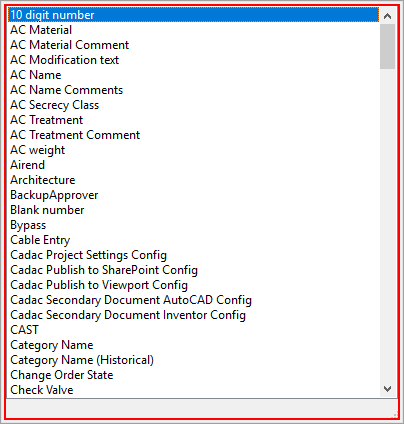 10 digit number
AC Material
AC Material Comment
AC Modification text
AC Name
AC Name Comments
AC Secrecy Class
AC Treatment
AC Treatment Comment
AC weight
Airend
Architecture
BackupApprover
Blank number
Bypass
Cable Entry
Cadac Project Settings Config
Cadac Publish to SharePoint Config
Cadac Publish to Viewport Config
Cadac Secondary Document AutoCAD Config
Cadac Secondary Document Inventor Config
CAST
Category Name
Category Name (Historical)
Change Order State
Check Valve